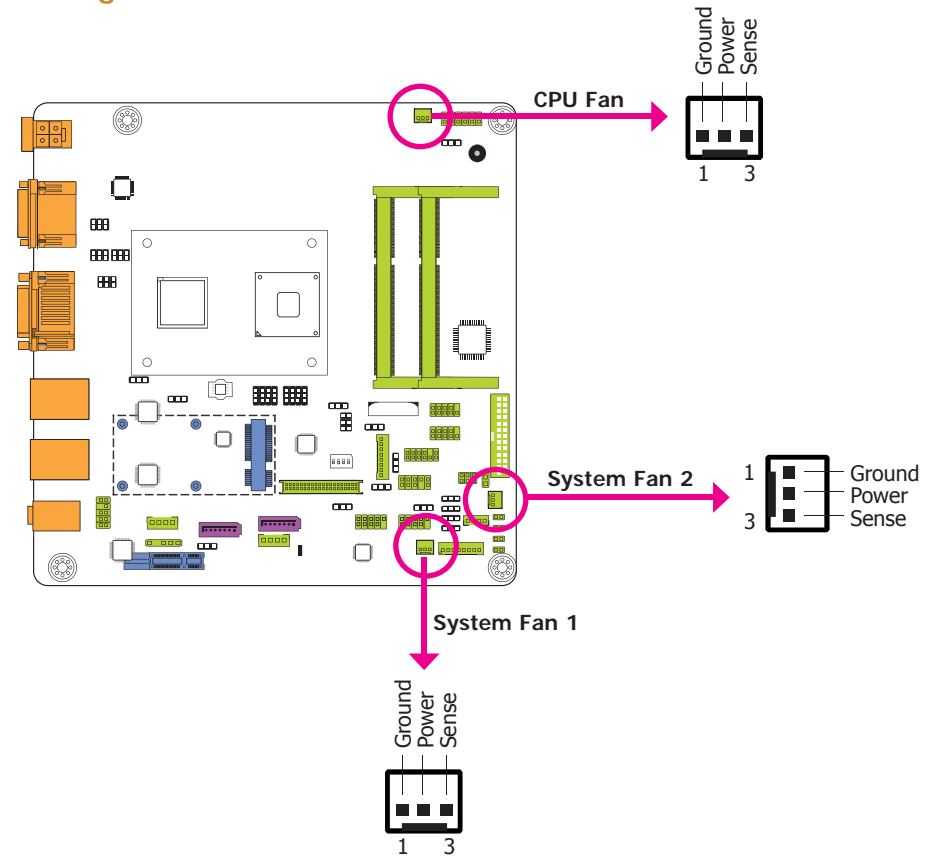 Ground
Power
Sense
CPU Fan
1 3
System Fan 2
1
3
Ground
Power
Sense
System Fan 1
Ground
Power
Sense
1 3